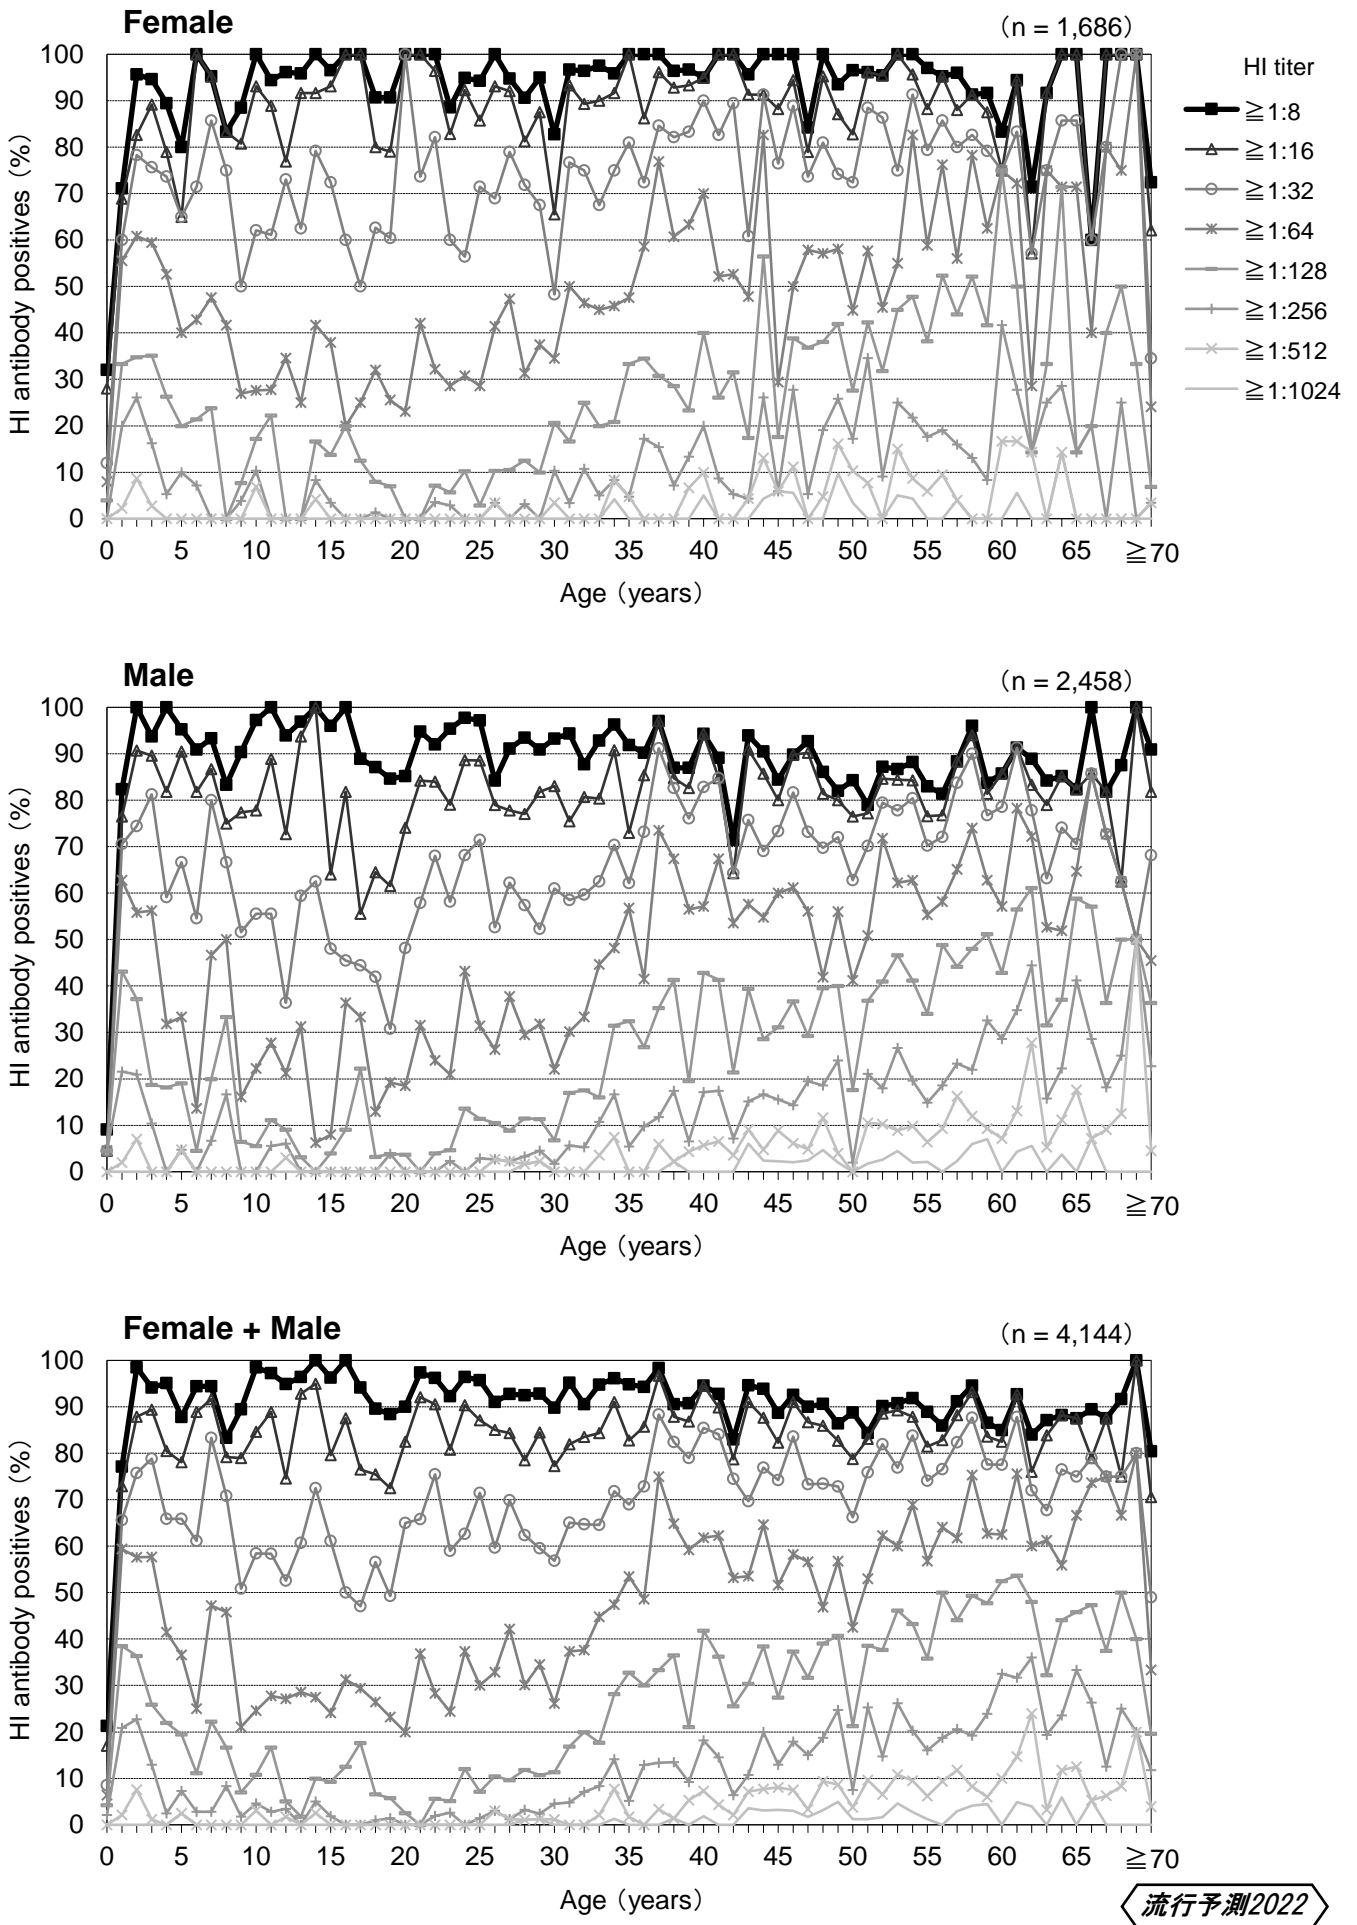 Female
（n = 1,686）
HI titer
≧1:8
≧1:16
≧1:32
≧1:64
≧1:128
≧1:256
≧1:512
≧1:1024
HI antibody positives (%)
100
90
80
70
60
50
40
30
20
10
0
0 5 10 15 20 25 30 35 40 45 50 55 60 65 ≧70
Age（years）
Male
（n = 2,458）
HI antibody positives (%)
100
90
80
70
60
50
40
30
20
10
0
0 5 10 15 20 25 30 35 40 45 50 55 60 65 ≧70
Age（years）
Female + Male
（n = 4,144）
HI antibody positives (%)
100
90
80
70
60
50
40
30
20
10
0
0 5 10 15 20 25 30 35 40 45 50 55 60 65 ≧70
Age（years）
流行予測2022